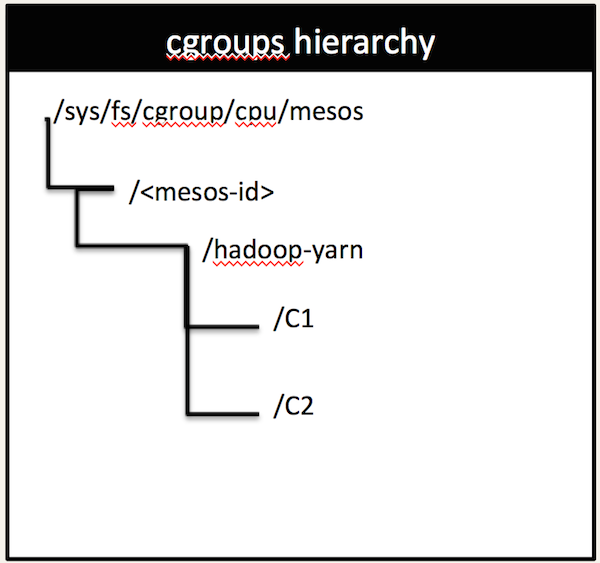 cgroups hierarchy
/sys/fs/cgroup/cpu/mesos
/<mesos-id>
/hadoop-yarn
/C1
/C2